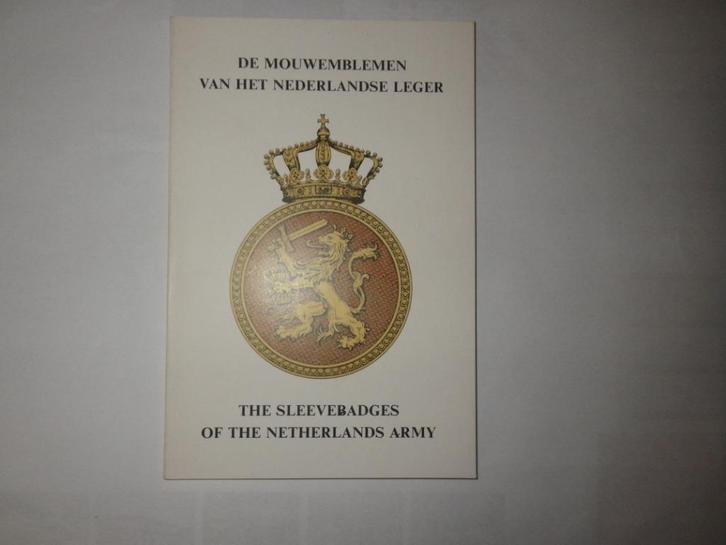 DE MOUWEMBLEMEN
VAN HET NEDERLANDSE LEGER
THE SLEEVEBADGES
OF THE NETHERLANDS ARMY